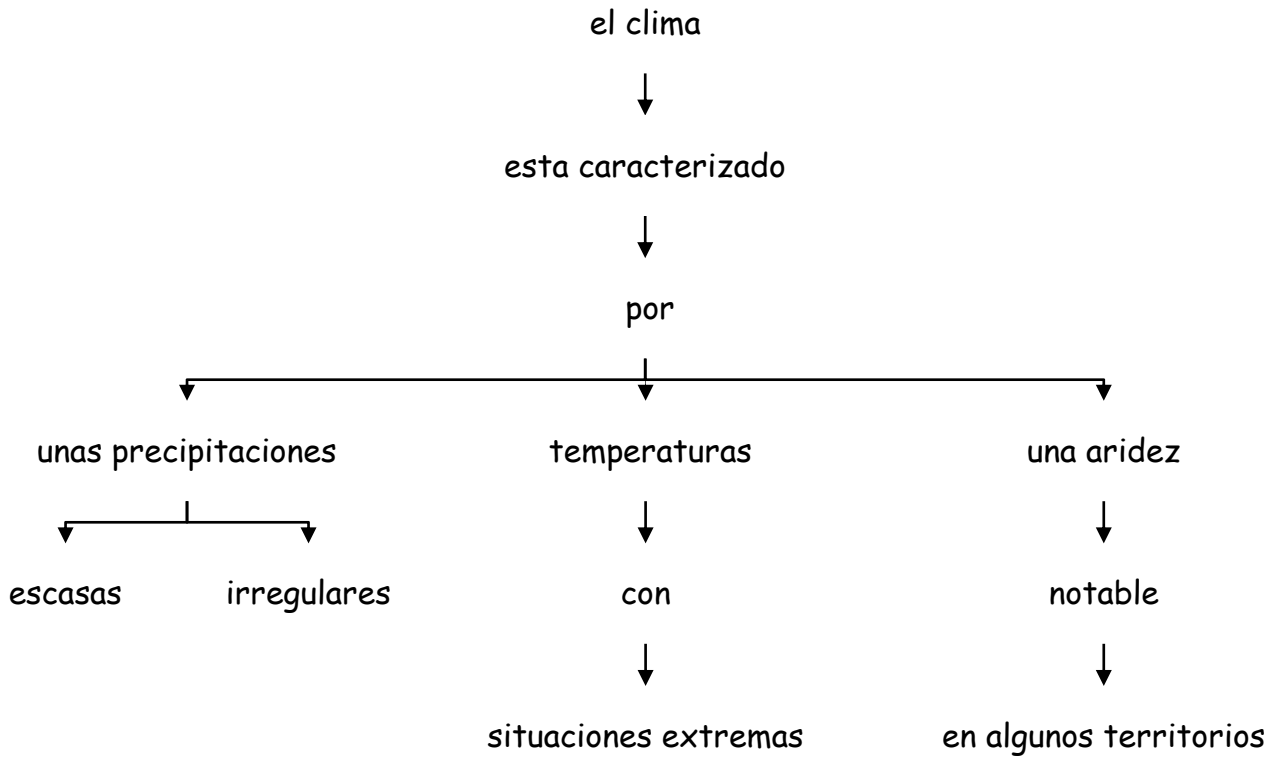 el clima
esta caracterizado
por
unas precipitaciones temperaturas una aridez
escasas irregulares con notable
situaciones extremas en algunos territorios